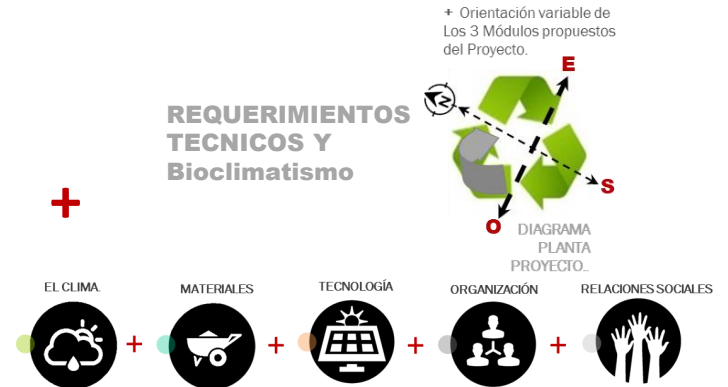 + Orientación variable de
Los 3 Módulos propuestos
del Proyecto.
E
N
REQUERIMIENTOS
TECNICOS Y
Bioclimatismo
S
+
O
DIAGRAMA
PLANTA
PROYECTO..
EL CLIMA.
MATERIALES
TECNOLOGÍA
ORGANIZACIÓN
RELACIONES SOCIALES
+
+
+
+